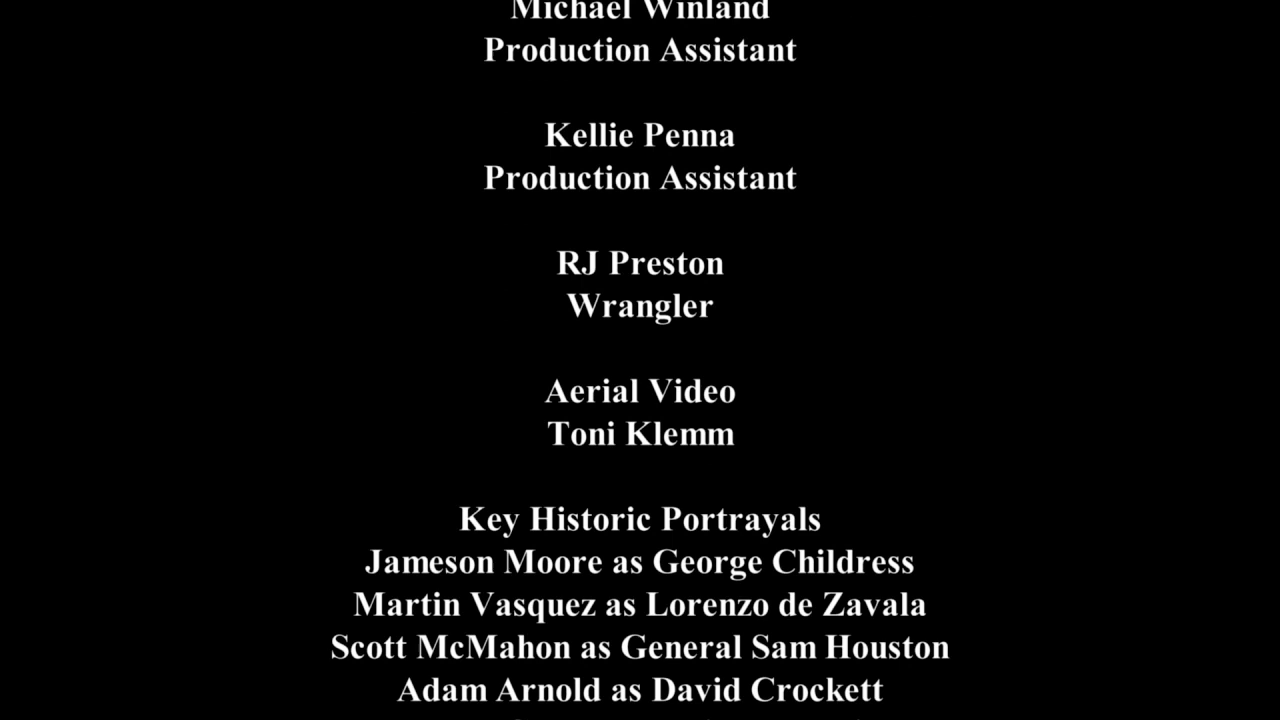 Michael Winland
Production Assistant
Kellie Penna
Production Assistant
RJ Preston
Wrangler
Aerial Video
Toni Klemm
Key Historic Portrayals
Jameson Moore as George Childress
Martin Vasquez as Lorenzo de Zavala
Scott McMahon as General Sam Houston
Adam Arnold as David Crockett